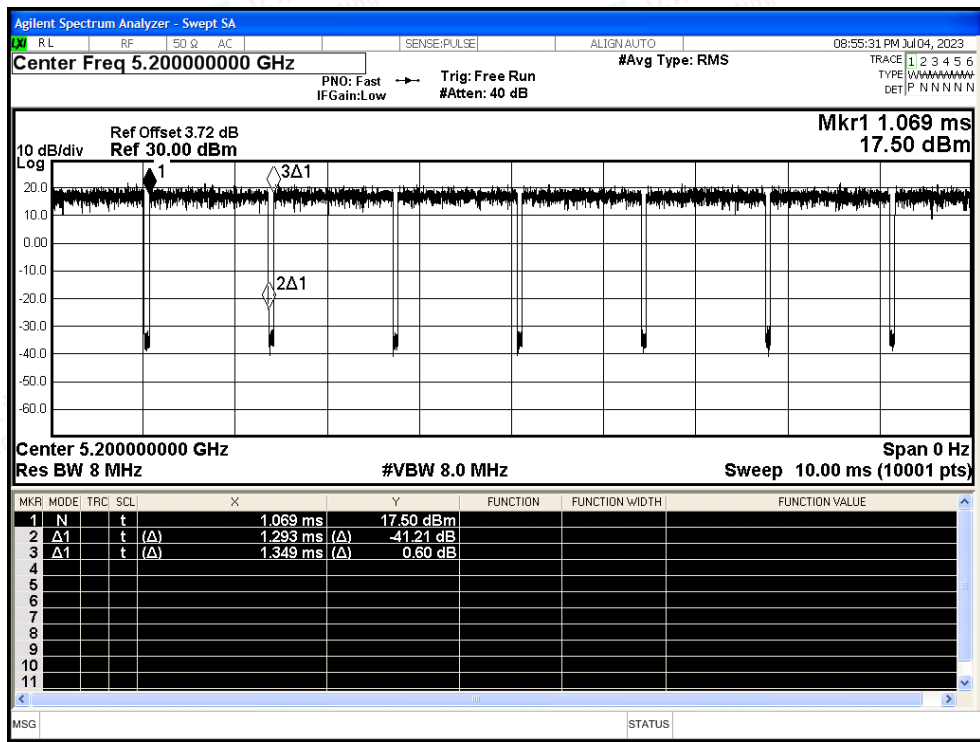 Agilent Spectrum Analyzer - Swept SA
LXI RL RF 50 Ω AC SENSE:PULSE ALIGN AUTO 08:55:31 PM Jul 04, 2023
Center Freq 5.200000000 GHz #Avg Type: RMS TRACE 1 2 3 4 5 6
PNO: Fast Trig: Free Run TYPE WWWWWW
IFGain:Low #Atten: 40 dB DET P N N N N N
Mkr1 1.069 ms
Ref Offset 3.72 dB
10 dB/div Ref 30.00 dBm 17.50 dBm
Log
1 3Δ1
20.0
10.0
0.00
-10.0
2Δ1
-20.0
-30.0
-40.0
-50.0
-60.0
Center 5.200000000 GHz Span 0 Hz
Res BW 8 MHz #VBW 8.0 MHz Sweep 10.00 ms (10001 pts)
MKR MODE TRC SCL X Y FUNCTION FUNCTION WIDTH FUNCTION VALUE
1 N t 1.069 ms 17.50 dBm
2 Δ1 t (Δ) 1.293 ms (Δ) -41.21 dB
3 Δ1 t (Δ) 1.349 ms (Δ) 0.60 dB
4
5
6
7
8
9
10
11
MSG STATUS